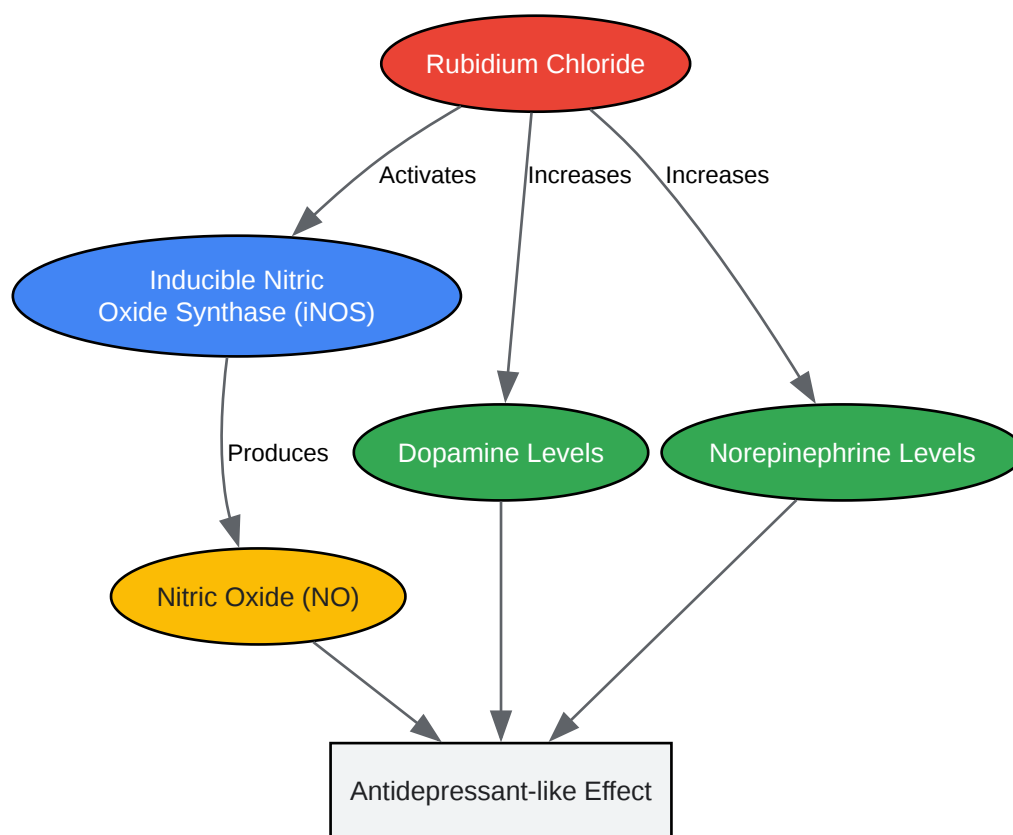 Rubidium Chloride
Activates
Increases
Increases
Inducible Nitric
Oxide Synthase (iNOS)
Produces
Dopamine Levels
Norepinephrine Levels
Nitric Oxide (NO)
Antidepressant-like Effect